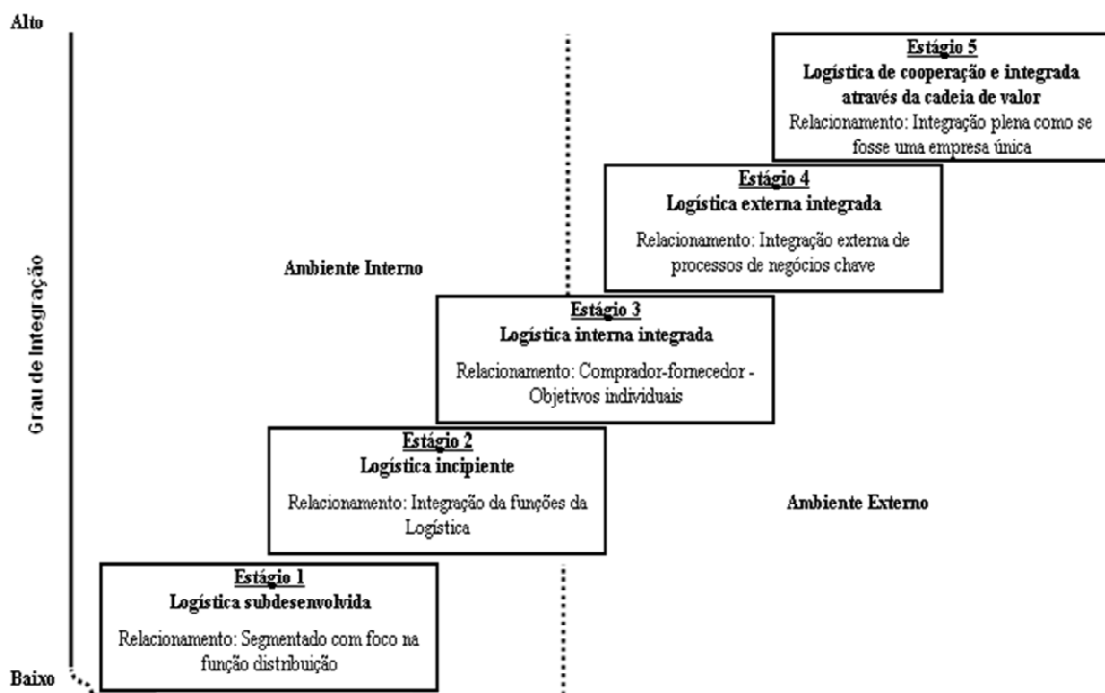 Alto
Estágio 5
Logística de cooperação e integrada
através da cadeia de valor
Relacionamento: Integração plena como se
fosse uma empresa única
Estágio 4
Logística externa integrada
Relacionamento: Integração externa de
processos de negócios chave
Ambiente Interno
Grau de Integração
Estágio 3
Logística interna integrada
Relacionamento: Comprador-fornecedor -
Objetivos individuais
Estágio 2
Logística incipiente
Relacionamento: Integração da funções da
Logística
Ambiente Externo
Estágio 1
Logística subdesenvolvida
Relacionamento: Segmentado com foco na
função distribuição
Baixo